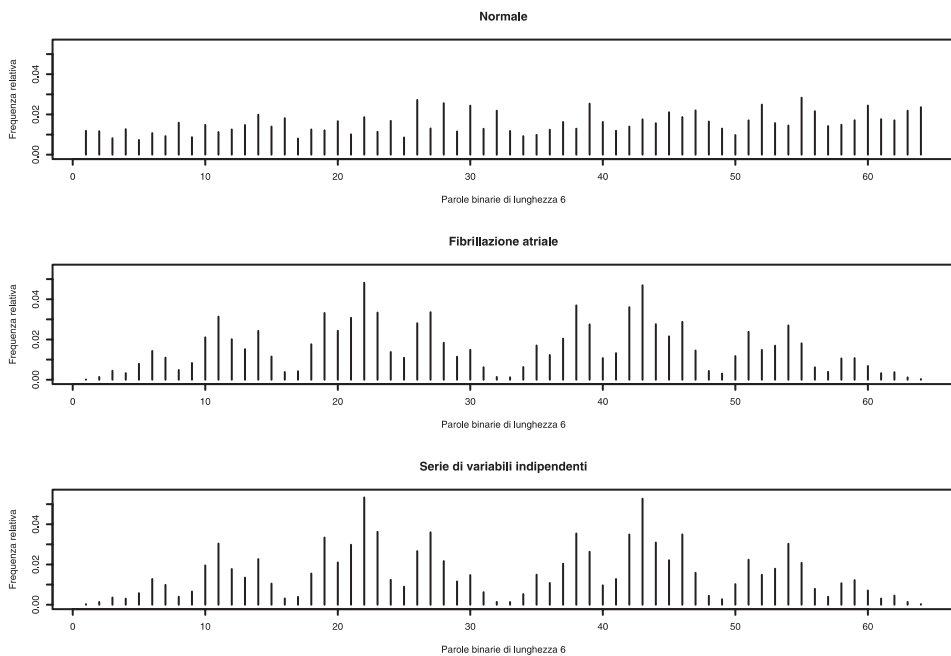 Normale
Frequenza relativa
0.04
0.02
0.00
0 10 20 30 40 50 60
Parole binarie di lunghezza 6
Fibrillazione atriale
Frequenza relativa
0.04
0.02
0.00
0 10 20 30 40 50 60
Parole binarie di lunghezza 6
Serie di variabili indipendenti
Frequenza relativa
0.04
0.02
0.00
0 10 20 30 40 50 60
Parole binarie di lunghezza 6